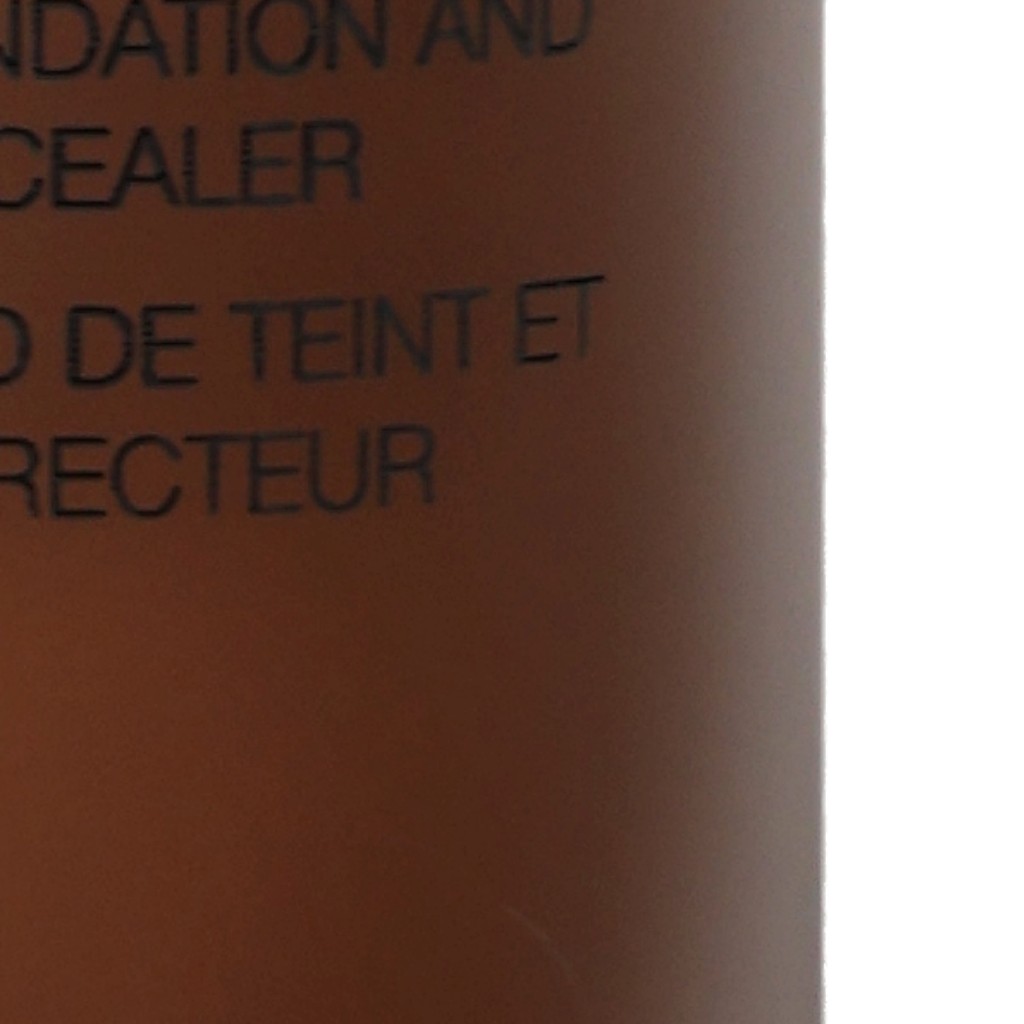 NDATION AND
CEALER
D DE TEINT ET
RECTEUR